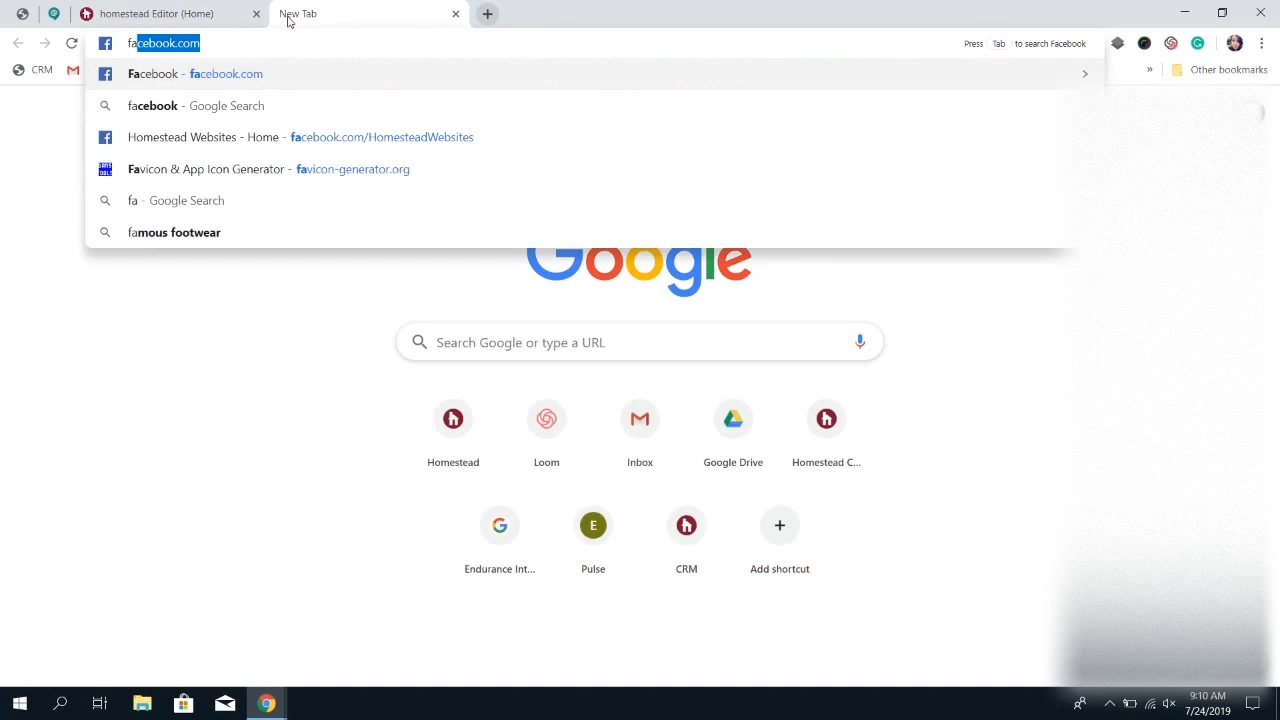 homestead Editor (Home)
New Tab
facebook.com
Press Tab to search Facebook
CRM
»
Other bookmarks
Facebook - facebook.com
facebook - Google Search
Homestead Websites - Home - facebook.com/HomesteadWebsites
Favicon & App Icon Generator - favicon-generator.org
fa - Google Search
famous footwear
Google
Search Google or type a URL
Homestead
Loom
Inbox
Google Drive
Homestead C...
E
Endurance Int...
Pulse
CRM
Add shortcut
9:10 AM
7/24/2019